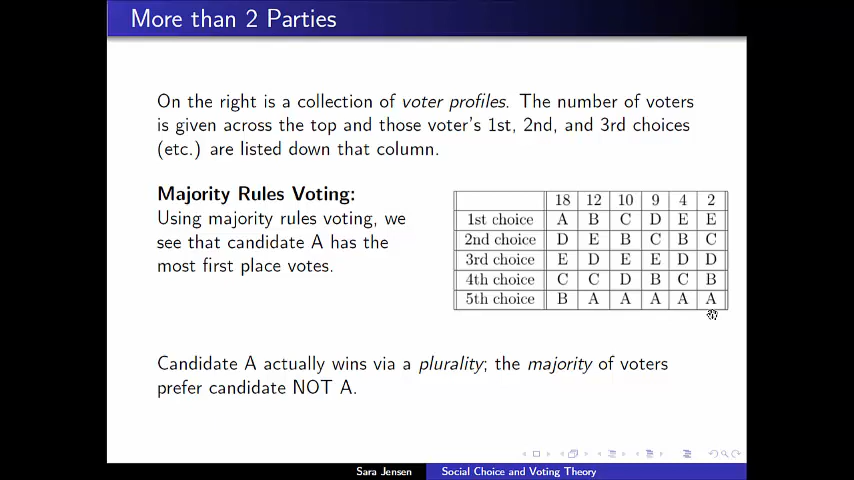 More than 2 Parties
On the right is a collection of voter profiles. The number of voters
is given across the top and those voter's 1st, 2nd, and 3rd choices
(etc.) are listed down that column.
Majority Rules Voting:
Using majority rules voting, we
see that candidate A has the
most first place votes.
18 12 10 9 4 2
1st choice A B C D E E
2nd choice D E B C B C
3rd choice E D E E D D
4th choice C C D B C B
5th choice B A A A A A
Candidate A actually wins via a plurality; the majority of voters
prefer candidate NOT A.
Sara Jensen Social Choice and Voting Theory